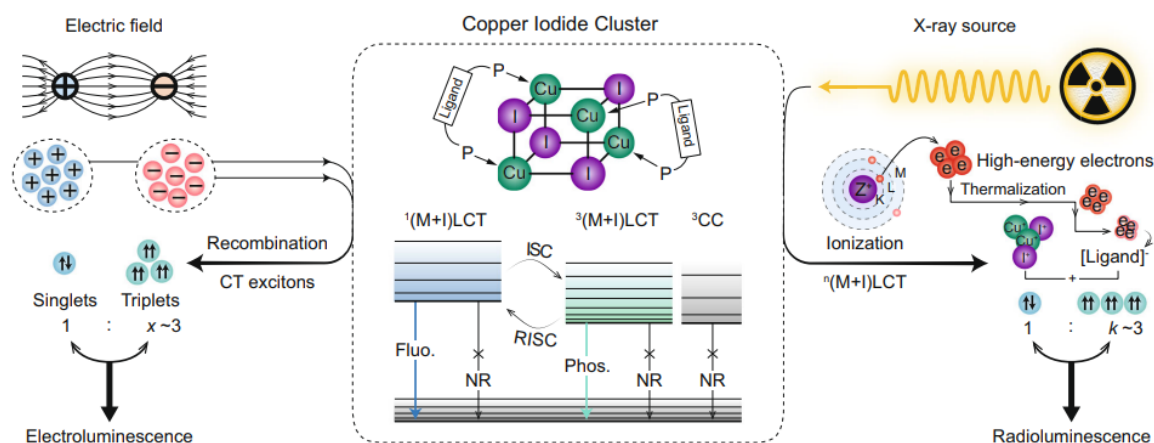 Electric field
Copper Iodide Cluster
X-ray source
+
−
+ + + + + + +
− − − − − − −
P
P
Ligand
Cu
I
I
Cu
I
Cu
Cu
I
P
P
Ligand
Recombination
CT excitons
Singlets
Triplets
1 : x ~3
Electroluminescence
¹(M+I)LCT
³(M+I)LCT
³CC
ISC
RISC
Fluo.
NR
Phos.
NR
NR
Z⁺
K
L
M
e e e e
High-energy electrons
Thermalization
e e e e
e e e e
Ionization
Cu⁺
I⁺
Cu⁺
I⁺
[Ligand]⁻
+
ⁿ(M+I)LCT
1 : k ~3
Radioluminescence